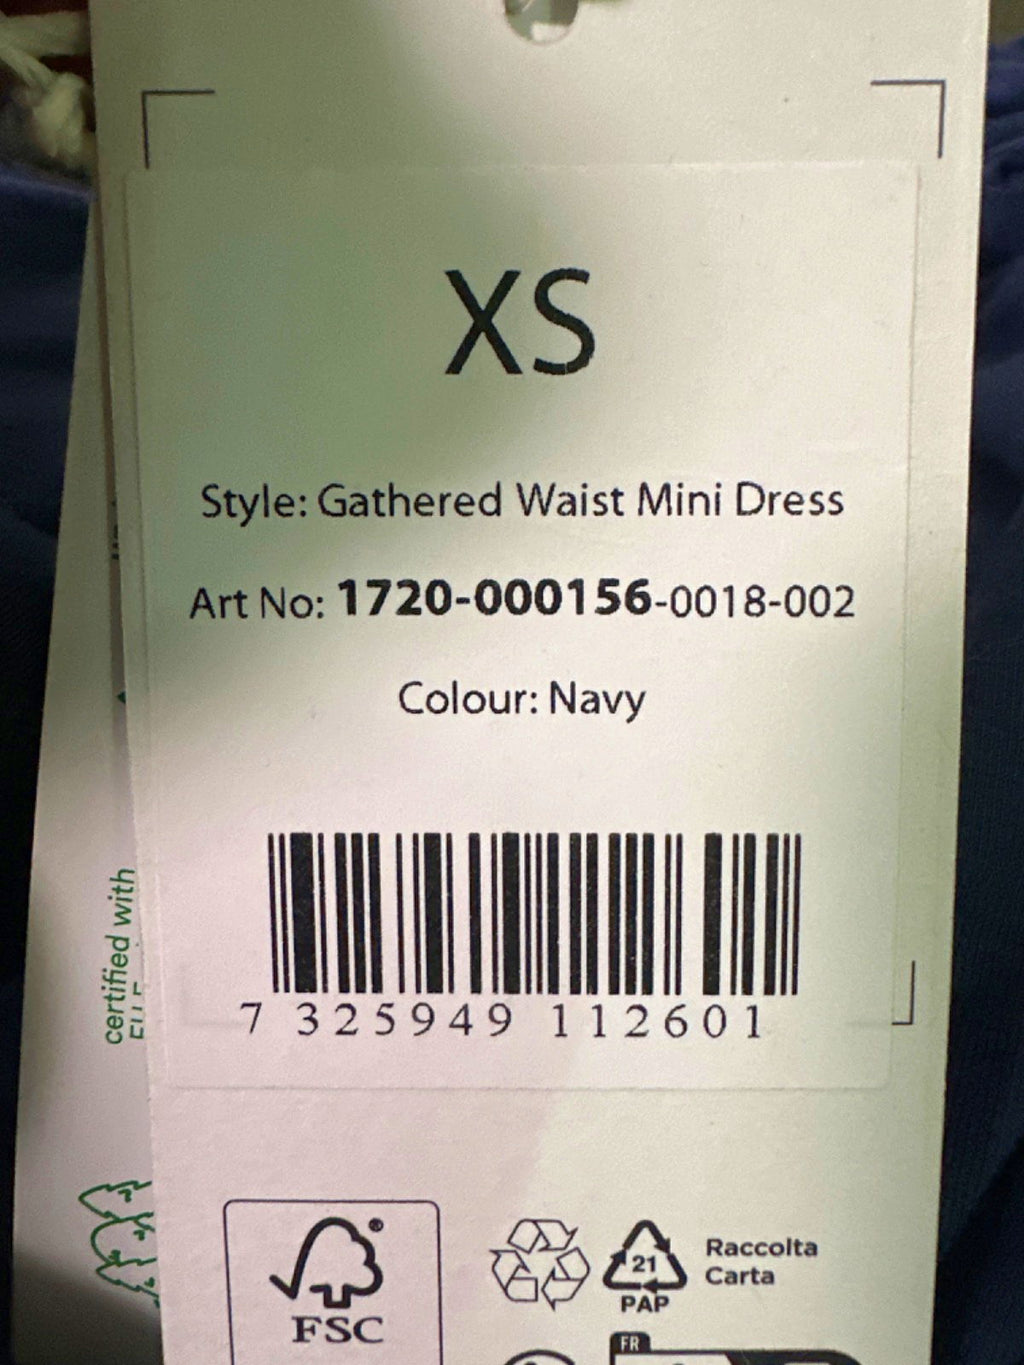 XS
Style: Gathered Waist Mini Dress
Art No: 1720-000156-0018-002
Colour: Navy
7 325949 112601
certified with
®
FSC
21
PAP
Raccolta
Carta
FR